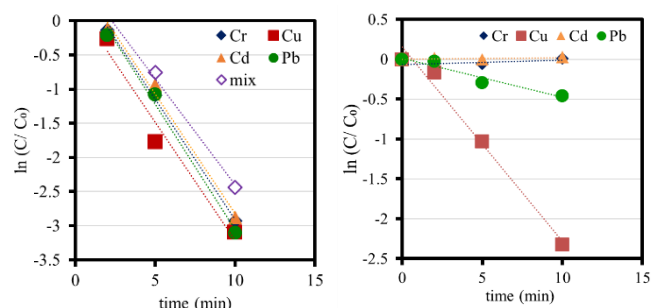 0
-0.5
-1
-1.5
-2
-2.5
-3
-3.5
0 5 10 15
ln (C/ C₀)
time (min)
Cr Cu
Cd Pb
mix
0.5
0
-0.5
-1
-1.5
-2
-2.5
0 5 10 15
ln (C/ C₀)
time (min)
Cr Cu Cd Pb